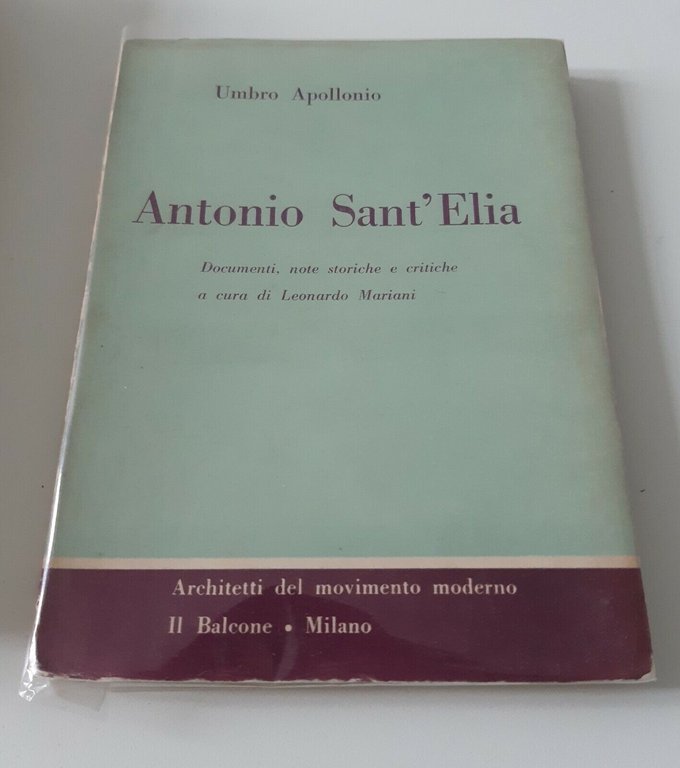 Umbro Apollonio
Antonio Sant'Elia
Documenti, note storiche e critiche
a cura di Leonardo Mariani
Architetti del movimento moderno
Il Balcone • Milano